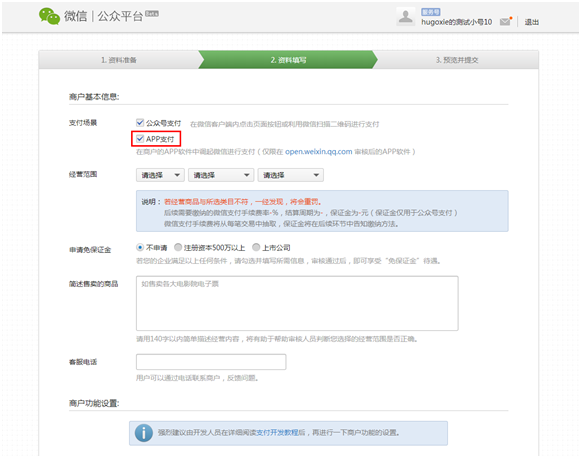 微信 | 公众平台 Beta
服务号
hugoxie的测试小号10
退出
1. 资料准备
2. 资料填写
3. 预览并提交
商户基本信息:
支付场景
公众号支付 在微信客户端内点击页面按钮或利用微信扫描二维码进行支付
APP支付
在商户的APP软件中调起微信进行支付（仅限在 open.weixin.qq.com 审核后的APP软件）
经营范围
请选择
请选择
请选择
说明：若经营商品与所选类目不符，一经发现，将会重罚。
后续需要缴纳的微信支付手续费率-%，结算周期为-，保证金为-元（保证金仅用于公众号支付）
微信支付手续费将从每笔交易中抽取，保证金将在后续环节中告知缴纳方法。
申请免保证金
不申请 注册资本500万以上 上市公司
若您的企业满足以上任何条件，请勾选并填写所需信息，审核通过后，即可享受“免保证金”待遇。
简述售卖的商品
如售卖各大电影院电子票
请用140字以内简单描述经营内容，将有助于帮助审核人员判断您选择的经营范围是否正确。
客服电话
用户可以通过电话联系商户，反馈问题。
商户功能设置:
强烈建议由开发人员在详细阅读支付开发教程后，再进行一下商户功能的设置。